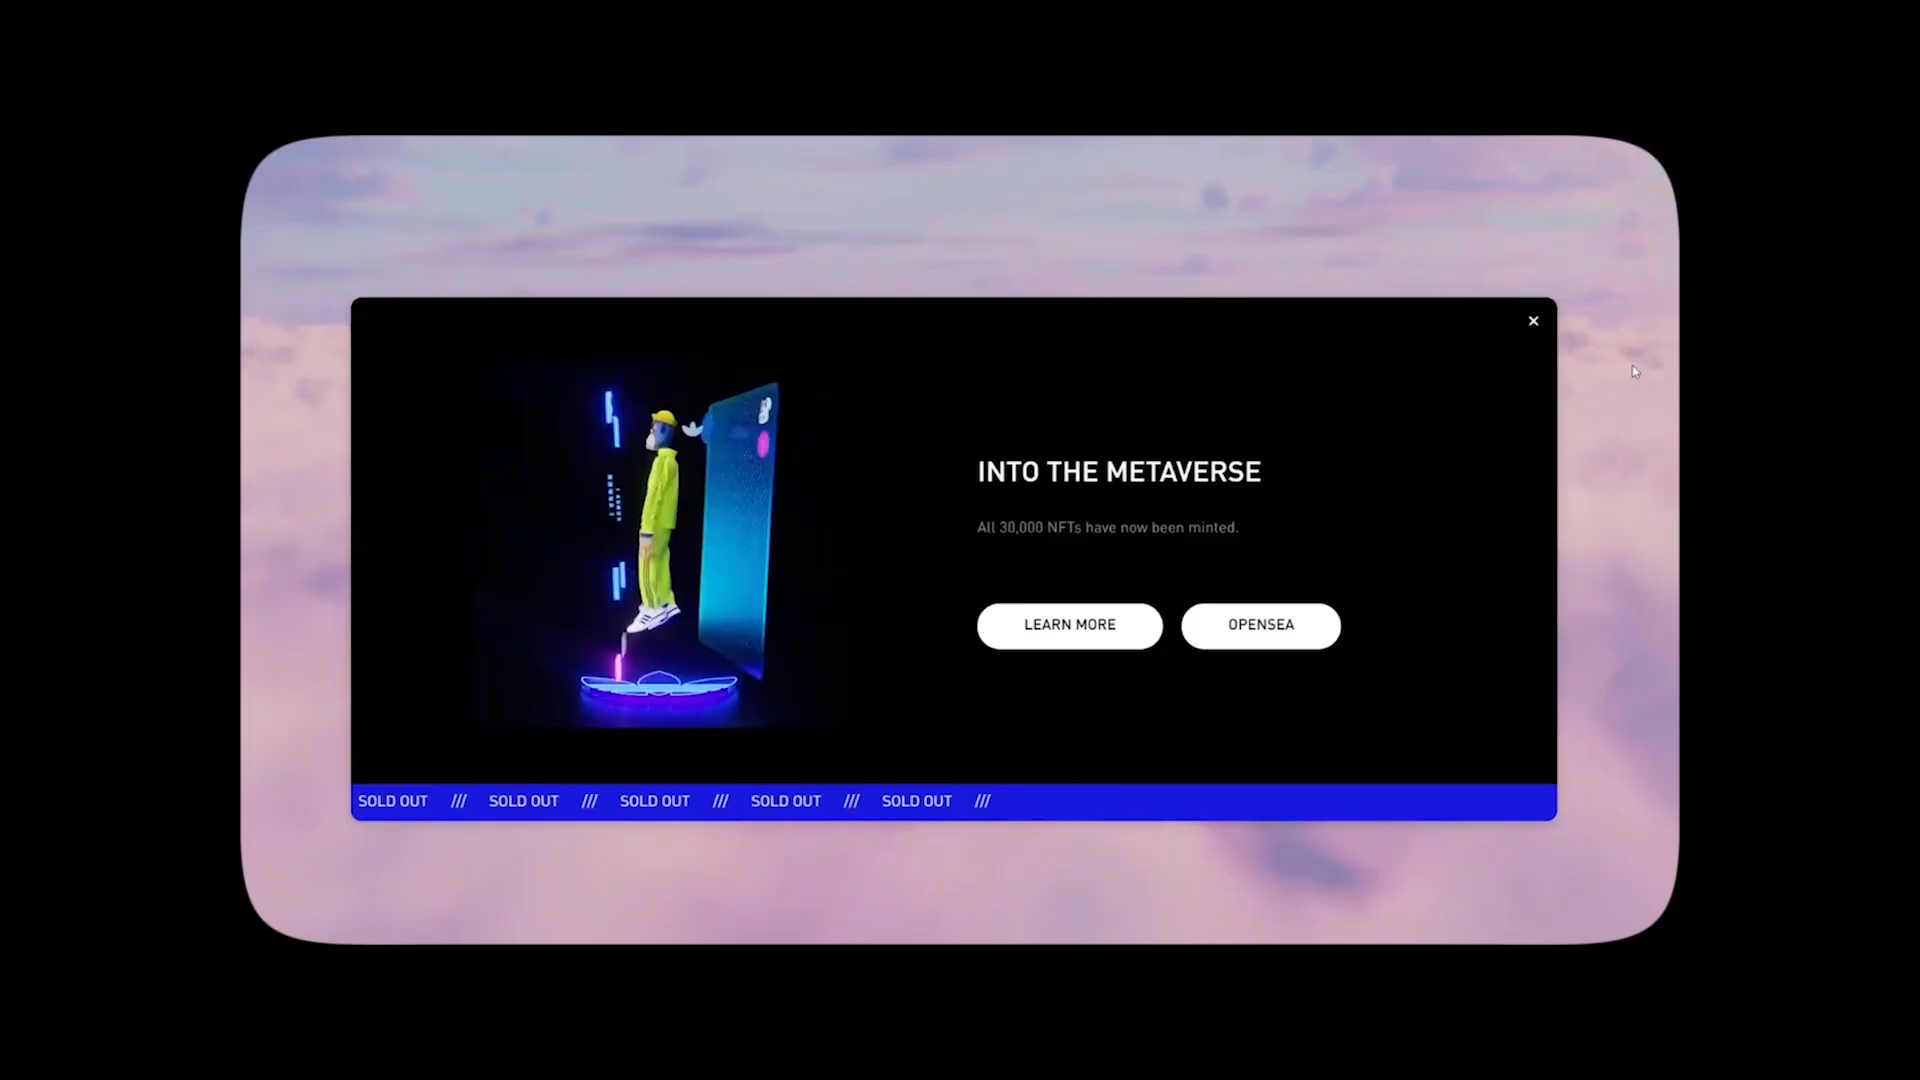 INTO THE METAVERSE
All 30,000 NFTs have now been minted.
LEARN MORE
OPENSEA
SOLD OUT /// SOLD OUT /// SOLD OUT /// SOLD OUT /// SOLD OUT ///